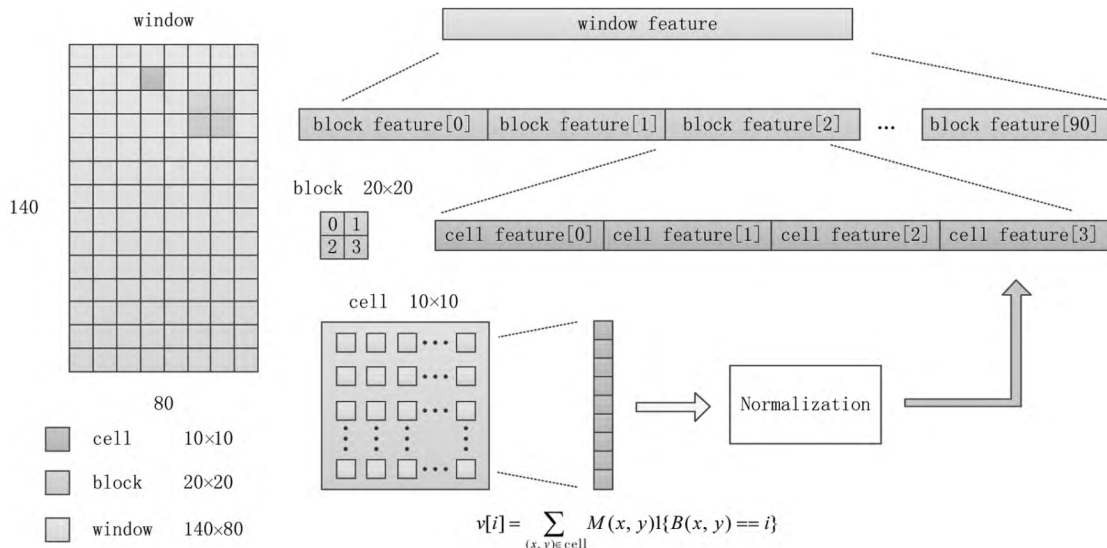 window
window feature
block feature[0] block feature[1] block feature[2] ... block feature[90]
140
block 20×20
0 1
2 3
cell feature[0] cell feature[1] cell feature[2] cell feature[3]
cell 10×10
80
Normalization
cell 10×10
block 20×20
window 140×80
v[i] = ∑ M(x, y)1{B(x, y) == i}
(x, y)∈cell